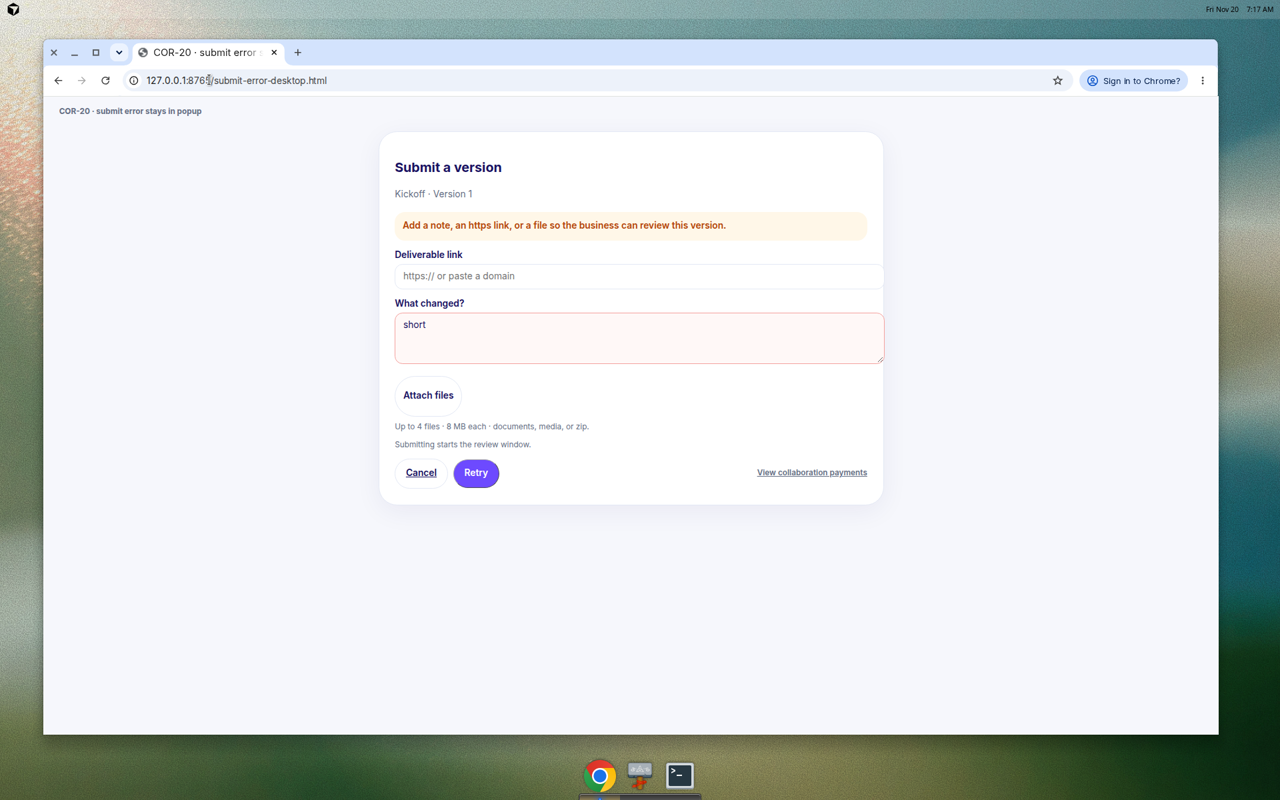 Fri Nov 20 7:17 AM
COR-20 · submit error
127.0.0.1:8765/submit-error-desktop.html
Sign in to Chrome?
COR-20 · submit error stays in popup
Submit a version
Kickoff · Version 1
Add a note, an https link, or a file so the business can review this version.
Deliverable link
https:// or paste a domain
What changed?
short
Attach files
Up to 4 files · 8 MB each · documents, media, or zip.
Submitting starts the review window.
Cancel
Retry
View collaboration payments